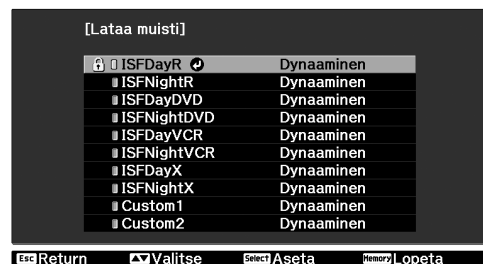 [Lataa muisti]
ISFDayR Dynaaminen
ISFNightR Dynaaminen
ISFDayDVD Dynaaminen
ISFNightDVD Dynaaminen
ISFDayVCR Dynaaminen
ISFNightVCR Dynaaminen
ISFDayX Dynaaminen
ISFNightX Dynaaminen
Custom1 Dynaaminen
Custom2 Dynaaminen
Esc Return Valitse Select Aseta Memory Lopeta